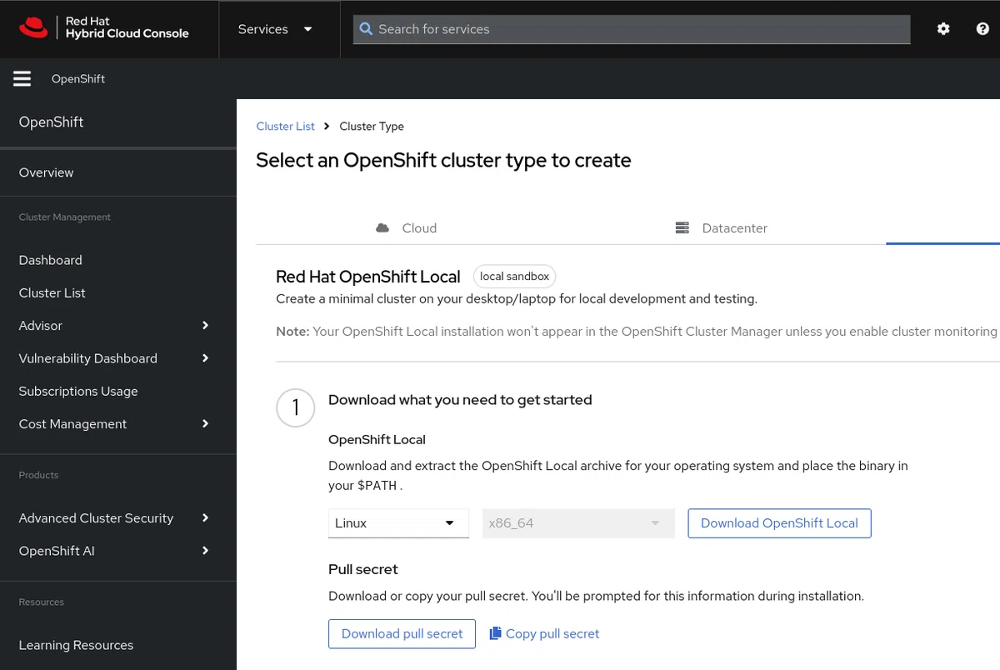 Red Hat
Hybrid Cloud Console
Services
Search for services
OpenShift
OpenShift
Overview
Cluster Management
Dashboard
Cluster List
Advisor
Vulnerability Dashboard
Subscriptions Usage
Cost Management
Products
Advanced Cluster Security
OpenShift AI
Resources
Learning Resources
Cluster List > Cluster Type
Select an OpenShift cluster type to create
Cloud
Datacenter
Red Hat OpenShift Local local sandbox
Create a minimal cluster on your desktop/laptop for local development and testing.
Note: Your OpenShift Local installation won't appear in the OpenShift Cluster Manager unless you enable cluster monitoring
1 Download what you need to get started
OpenShift Local
Download and extract the OpenShift Local archive for your operating system and place the binary in
your $PATH .
Linux x86_64 Download OpenShift Local
Pull secret
Download or copy your pull secret. You'll be prompted for this information during installation.
Download pull secret Copy pull secret